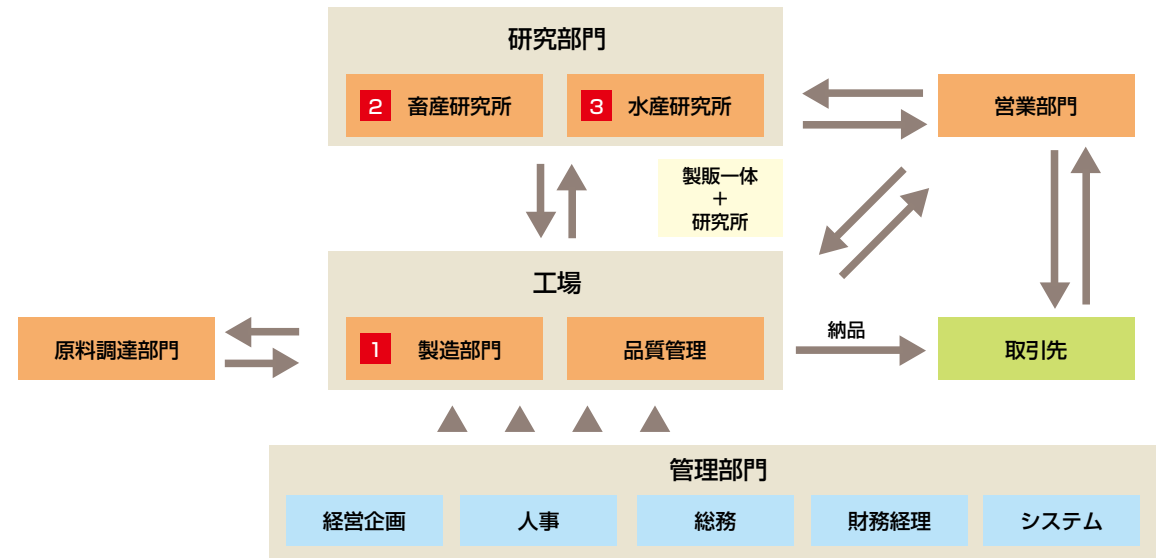 研究部門
2 畜産研究所
3 水産研究所
営業部門
製販一体
＋
研究所
工場
原料調達部門
1 製造部門
品質管理
納品
取引先
管理部門
経営企画
人事
総務
財務経理
システム